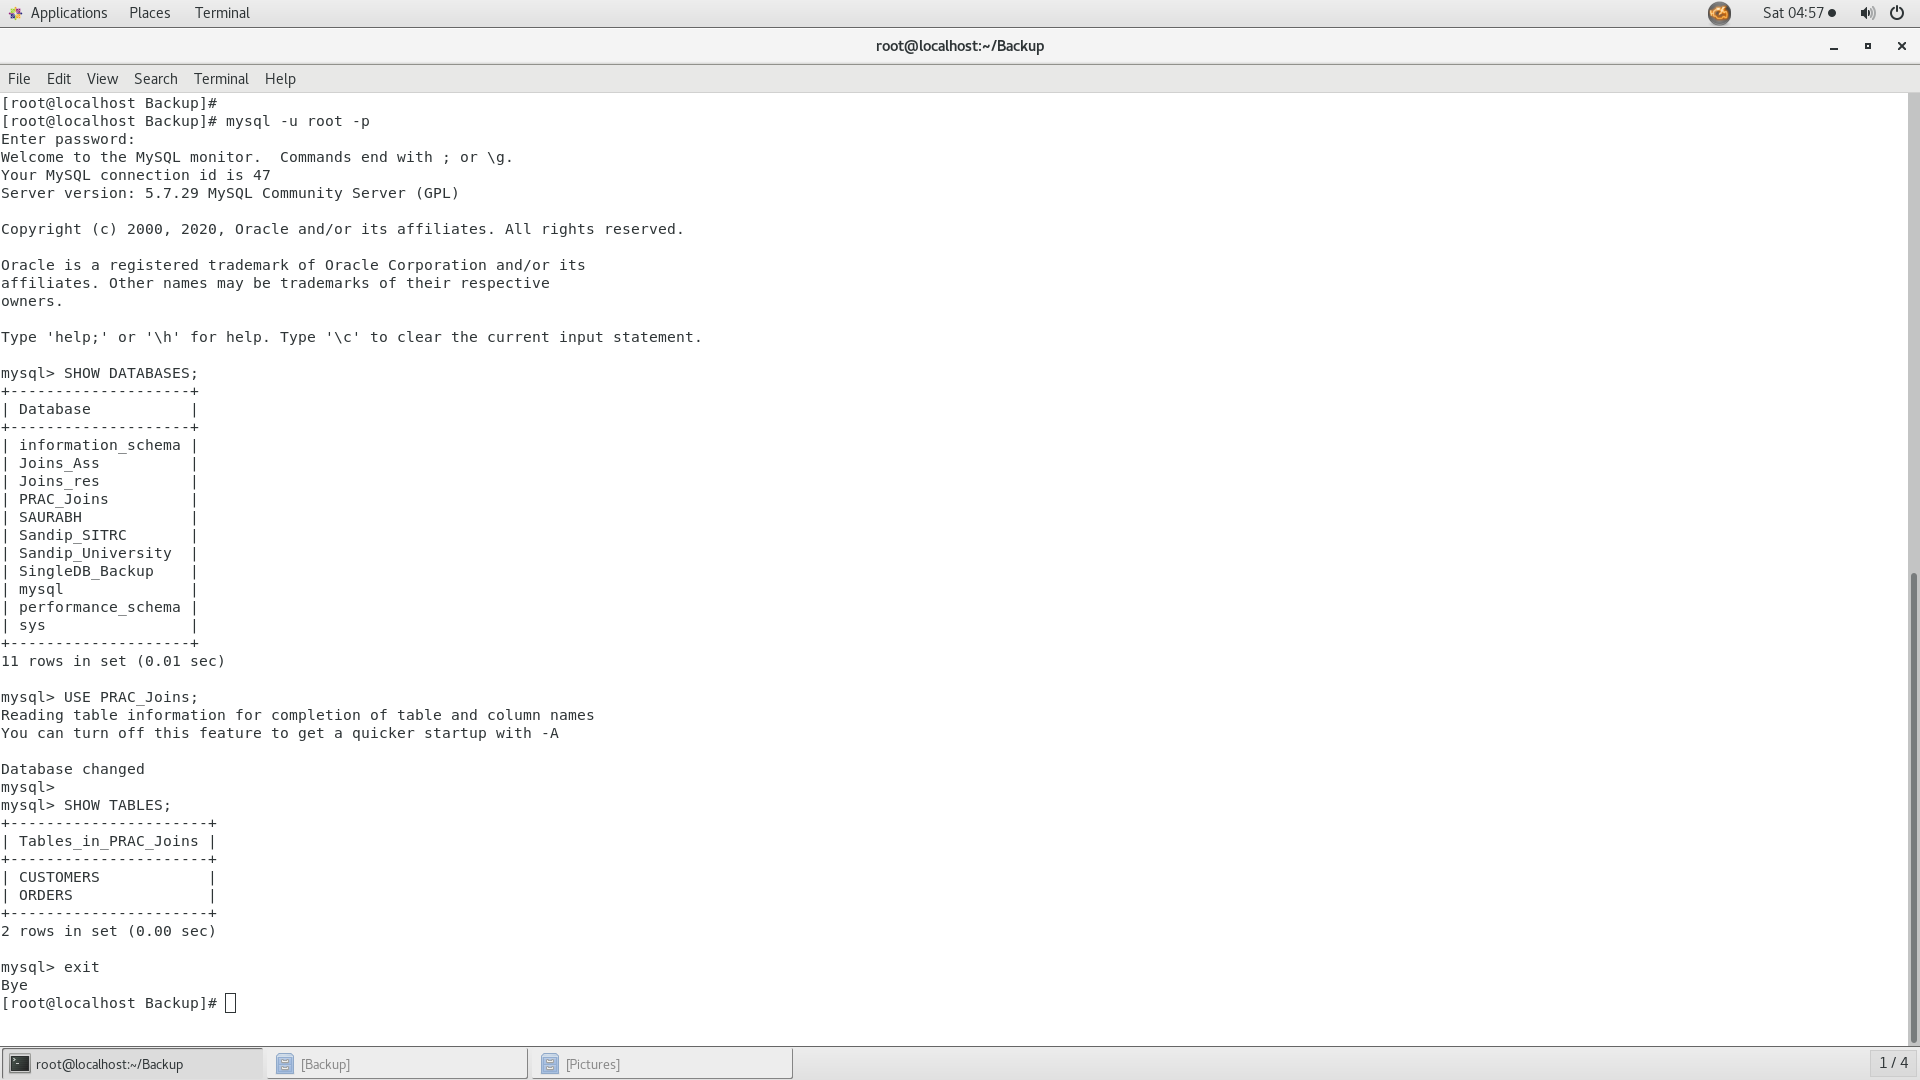 Applications Places Terminal Sat 04:57
root@localhost:~/Backup
File Edit View Search Terminal Help
[root@localhost Backup]#
[root@localhost Backup]# mysql -u root -p
Enter password:
Welcome to the MySQL monitor.  Commands end with ; or \g.
Your MySQL connection id is 47
Server version: 5.7.29 MySQL Community Server (GPL)

Copyright (c) 2000, 2020, Oracle and/or its affiliates. All rights reserved.

Oracle is a registered trademark of Oracle Corporation and/or its
affiliates. Other names may be trademarks of their respective
owners.

Type 'help;' or '\h' for help. Type '\c' to clear the current input statement.

mysql> SHOW DATABASES;
+--------------------+
| Database           |
+--------------------+
| information_schema |
| Joins_Ass          |
| Joins_res          |
| PRAC_Joins         |
| SAURABH            |
| Sandip_SITRC       |
| Sandip_University  |
| SingleDB_Backup    |
| mysql              |
| performance_schema |
| sys                |
+--------------------+
11 rows in set (0.01 sec)

mysql> USE PRAC_Joins;
Reading table information for completion of table and column names
You can turn off this feature to get a quicker startup with -A

Database changed
mysql>
mysql> SHOW TABLES;
+----------------------+
| Tables_in_PRAC_Joins |
+----------------------+
| CUSTOMERS            |
| ORDERS               |
+----------------------+
2 rows in set (0.00 sec)

mysql> exit
Bye
[root@localhost Backup]#
root@localhost:~/Backup [Backup] [Pictures] 1 / 4